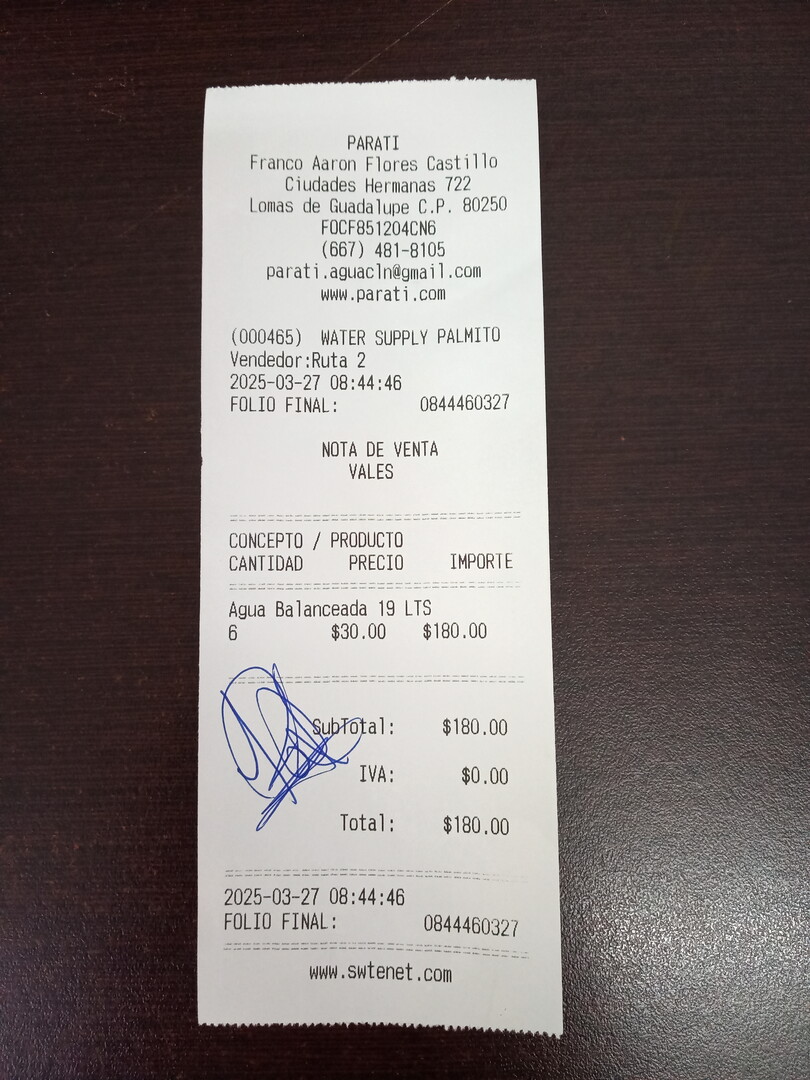 PARATI
Franco Aaron Flores Castillo
Ciudades Hermanas 722
Lomas de Guadalupe C.P. 80250
FOCF851204CN6
(667) 481-8105
parati.aguacln@gmail.com
www.parati.com
(000465) WATER SUPPLY PALMITO
Vendedor:Ruta 2
2025-03-27 08:44:46
FOLIO FINAL: 0844460327
NOTA DE VENTA
VALES
CONCEPTO / PRODUCTO
CANTIDAD PRECIO IMPORTE
Agua Balanceada 19 LTS
6 $30.00 $180.00
SubTotal: $180.00
IVA: $0.00
Total: $180.00
2025-03-27 08:44:46
FOLIO FINAL: 0844460327
www.swtenet.com